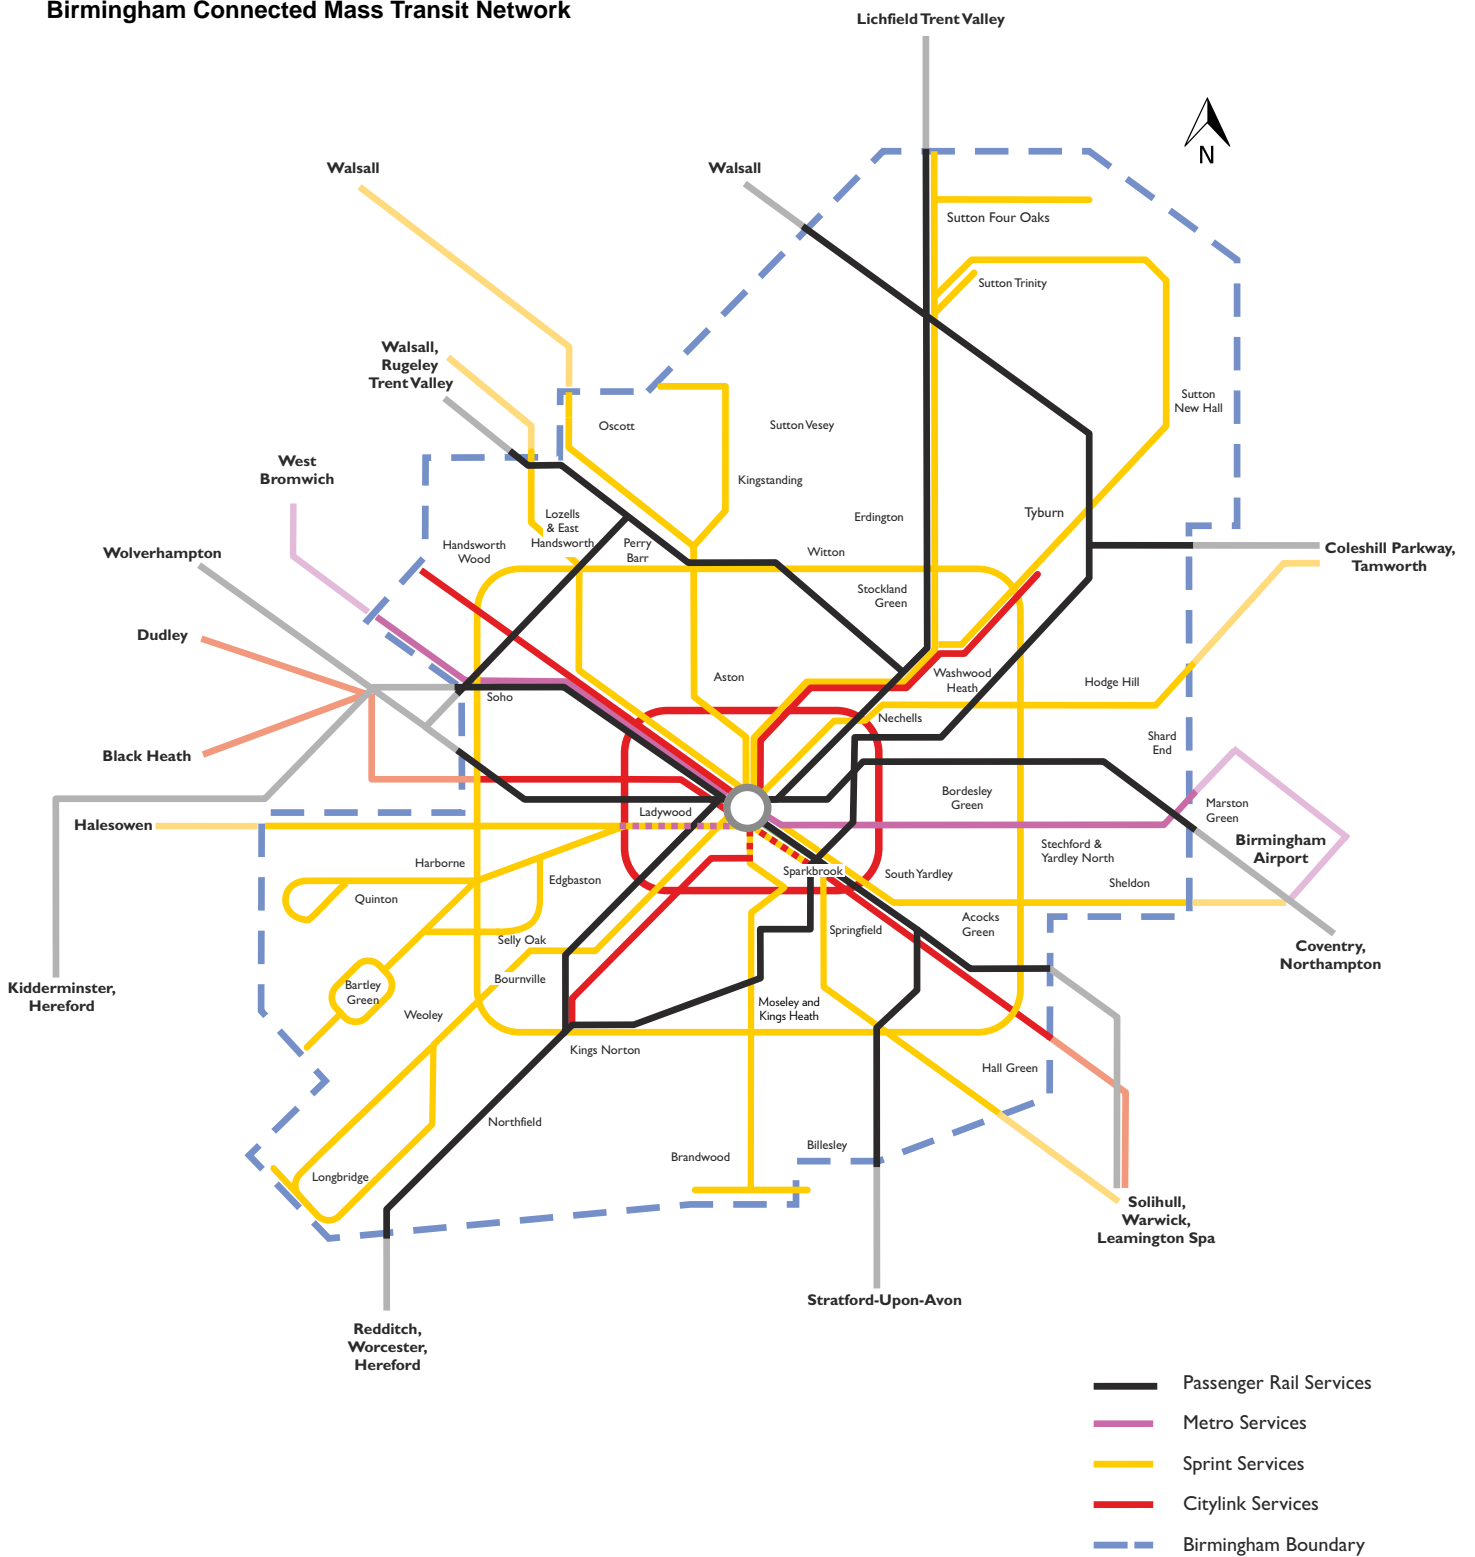 Birmingham Connected Mass Transit Network
Lichfield Trent Valley
N
Walsall
Walsall
Sutton Four Oaks
Sutton Trinity
Walsall,
Rugeley
Trent Valley
Sutton
New Hall
Oscott
Sutton Vesey
West
Bromwich
Kingstanding
Lozells
& East
Handsworth
Erdington
Tyburn
Handsworth
Wood
Perry
Barr
Witton
Wolverhampton
Coleshill Parkway,
Tamworth
Stockland
Green
Dudley
Aston
Washwood
Heath
Hodge Hill
Soho
Nechells
Black Heath
Shard
End
Bordesley
Green
Marston
Green
Ladywood
Halesowen
Birmingham
Airport
Stechford &
Yardley North
Harborne
Edgbaston
Sparkbrook
South Yardley
Sheldon
Quinton
Springfield
Acocks
Green
Selly Oak
Coventry,
Northampton
Bournville
Kidderminster,
Hereford
Bartley
Green
Weoley
Moseley and
Kings Heath
Kings Norton
Hall Green
Northfield
Billesley
Brandwood
Longbridge
Solihull,
Warwick,
Leamington Spa
Stratford-Upon-Avon
Redditch,
Worcester,
Hereford
Passenger Rail Services
Metro Services
Sprint Services
Citylink Services
Birmingham Boundary